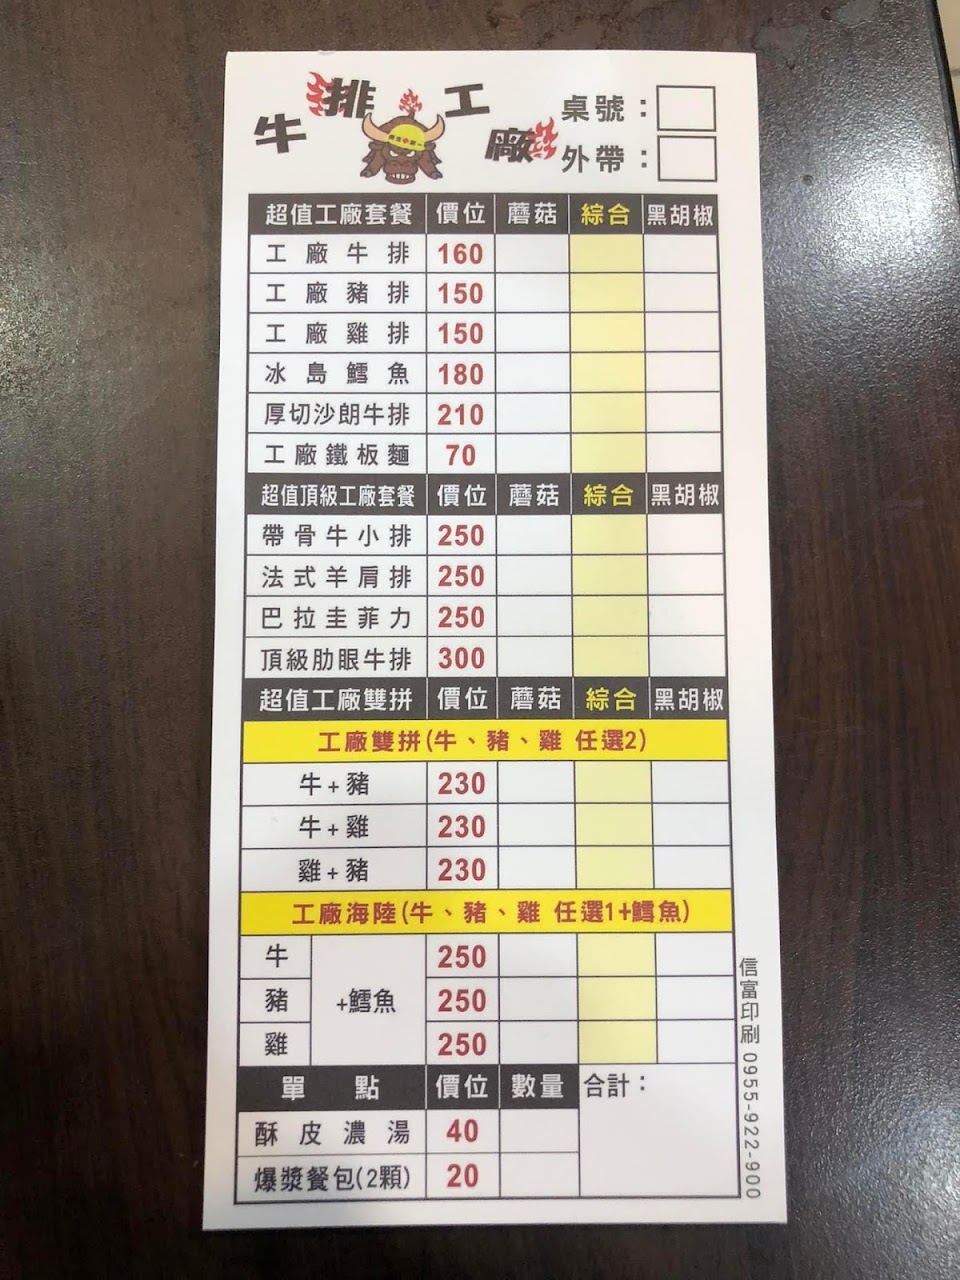 牛排工廠
桌號：
外帶：
超值工廠套餐 價位 蘑菇 綜合 黑胡椒
工廠牛排 160
工廠豬排 150
工廠雞排 150
冰島鱈魚 180
厚切沙朗牛排 210
工廠鐵板麵 70
超值頂級工廠套餐 價位 蘑菇 綜合 黑胡椒
帶骨牛小排 250
法式羊肩排 250
巴拉圭菲力 250
頂級肋眼牛排 300
超值工廠雙拼 價位 蘑菇 綜合 黑胡椒
工廠雙拼(牛、豬、雞 任選2)
牛+豬 230
牛+雞 230
雞+豬 230
工廠海陸(牛、豬、雞 任選1+鱈魚)
牛 250
豬 +鱈魚 250
雞 250
單點 價位 數量 合計：
酥皮濃湯 40
爆漿餐包(2顆) 20
信富印刷 0955-922-900